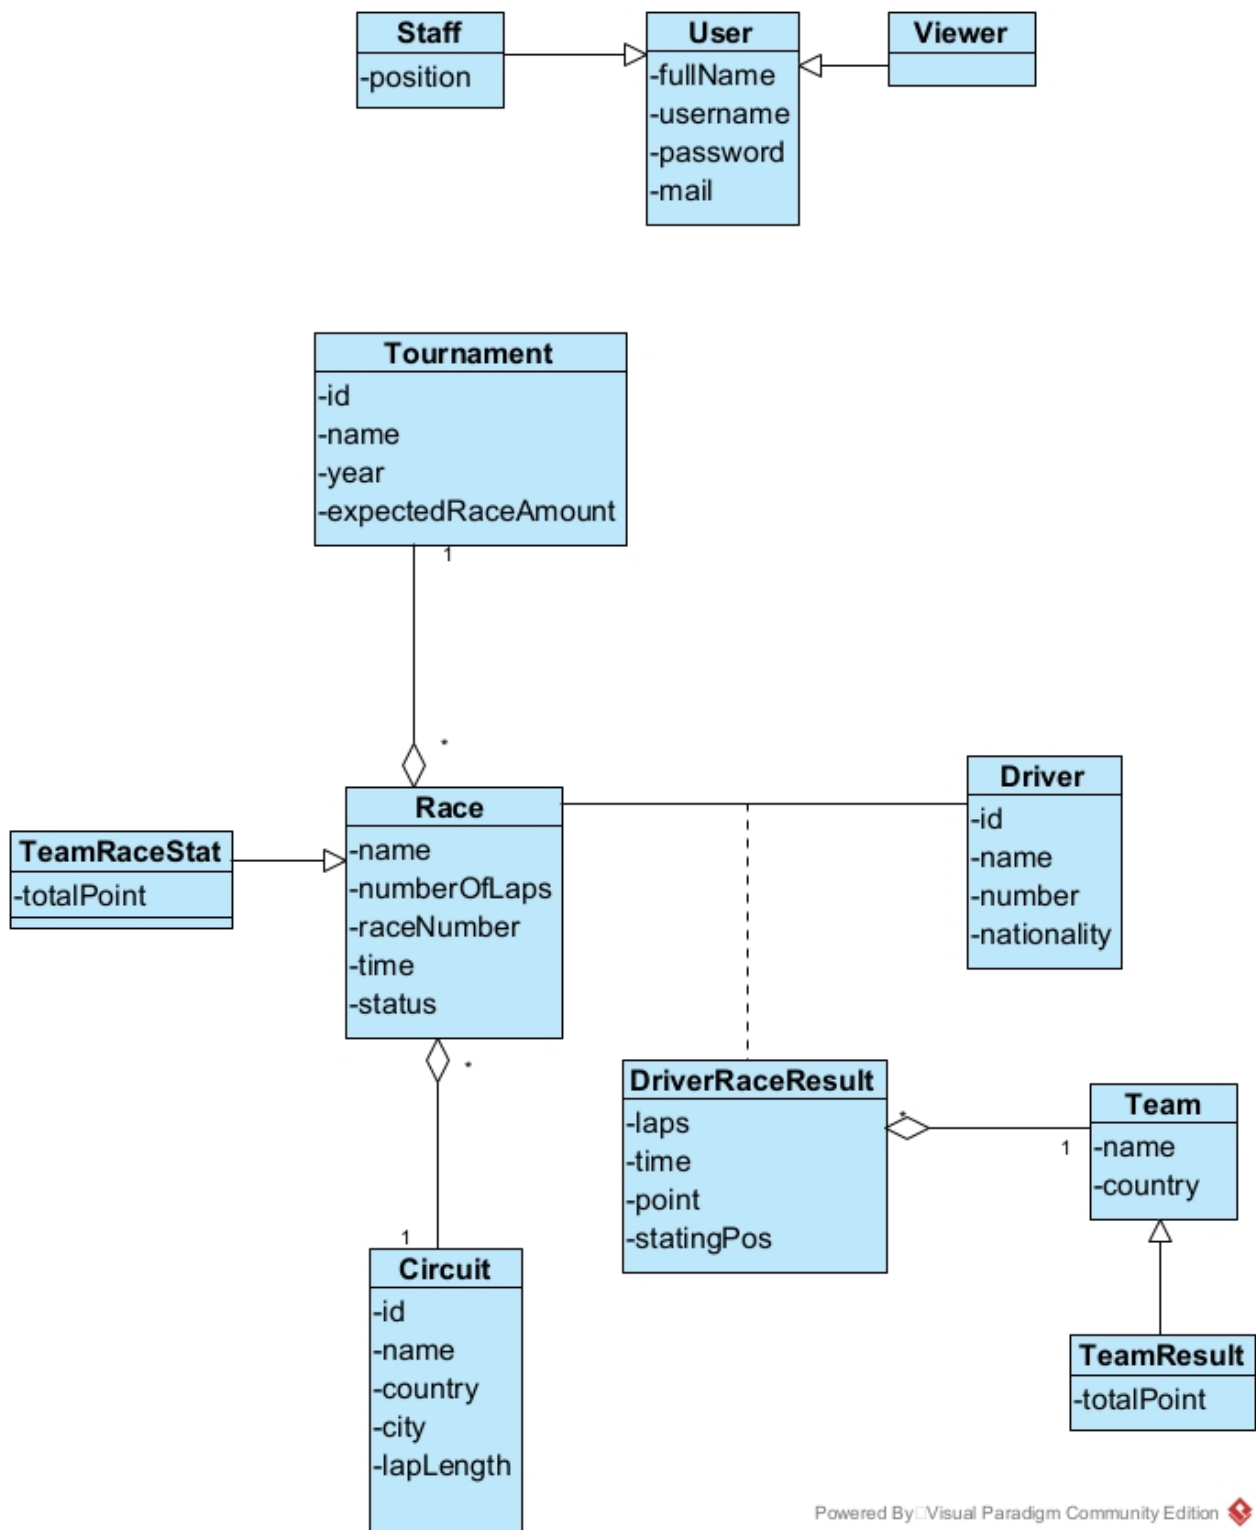 Staff
-position
User
-fullName
-username
-password
-mail
Viewer
Tournament
-id
-name
-year
-expectedRaceAmount
1
*
Race
-name
-numberOfLaps
-raceNumber
-time
-status
TeamRaceStat
-totalPoint
Driver
-id
-name
-number
-nationality
*
1
DriverRaceResult
-laps
-time
-point
-statingPos
*
1
Team
-name
-country
Circuit
-id
-name
-country
-city
-lapLength
TeamResult
-totalPoint
Powered By Visual Paradigm Community Edition